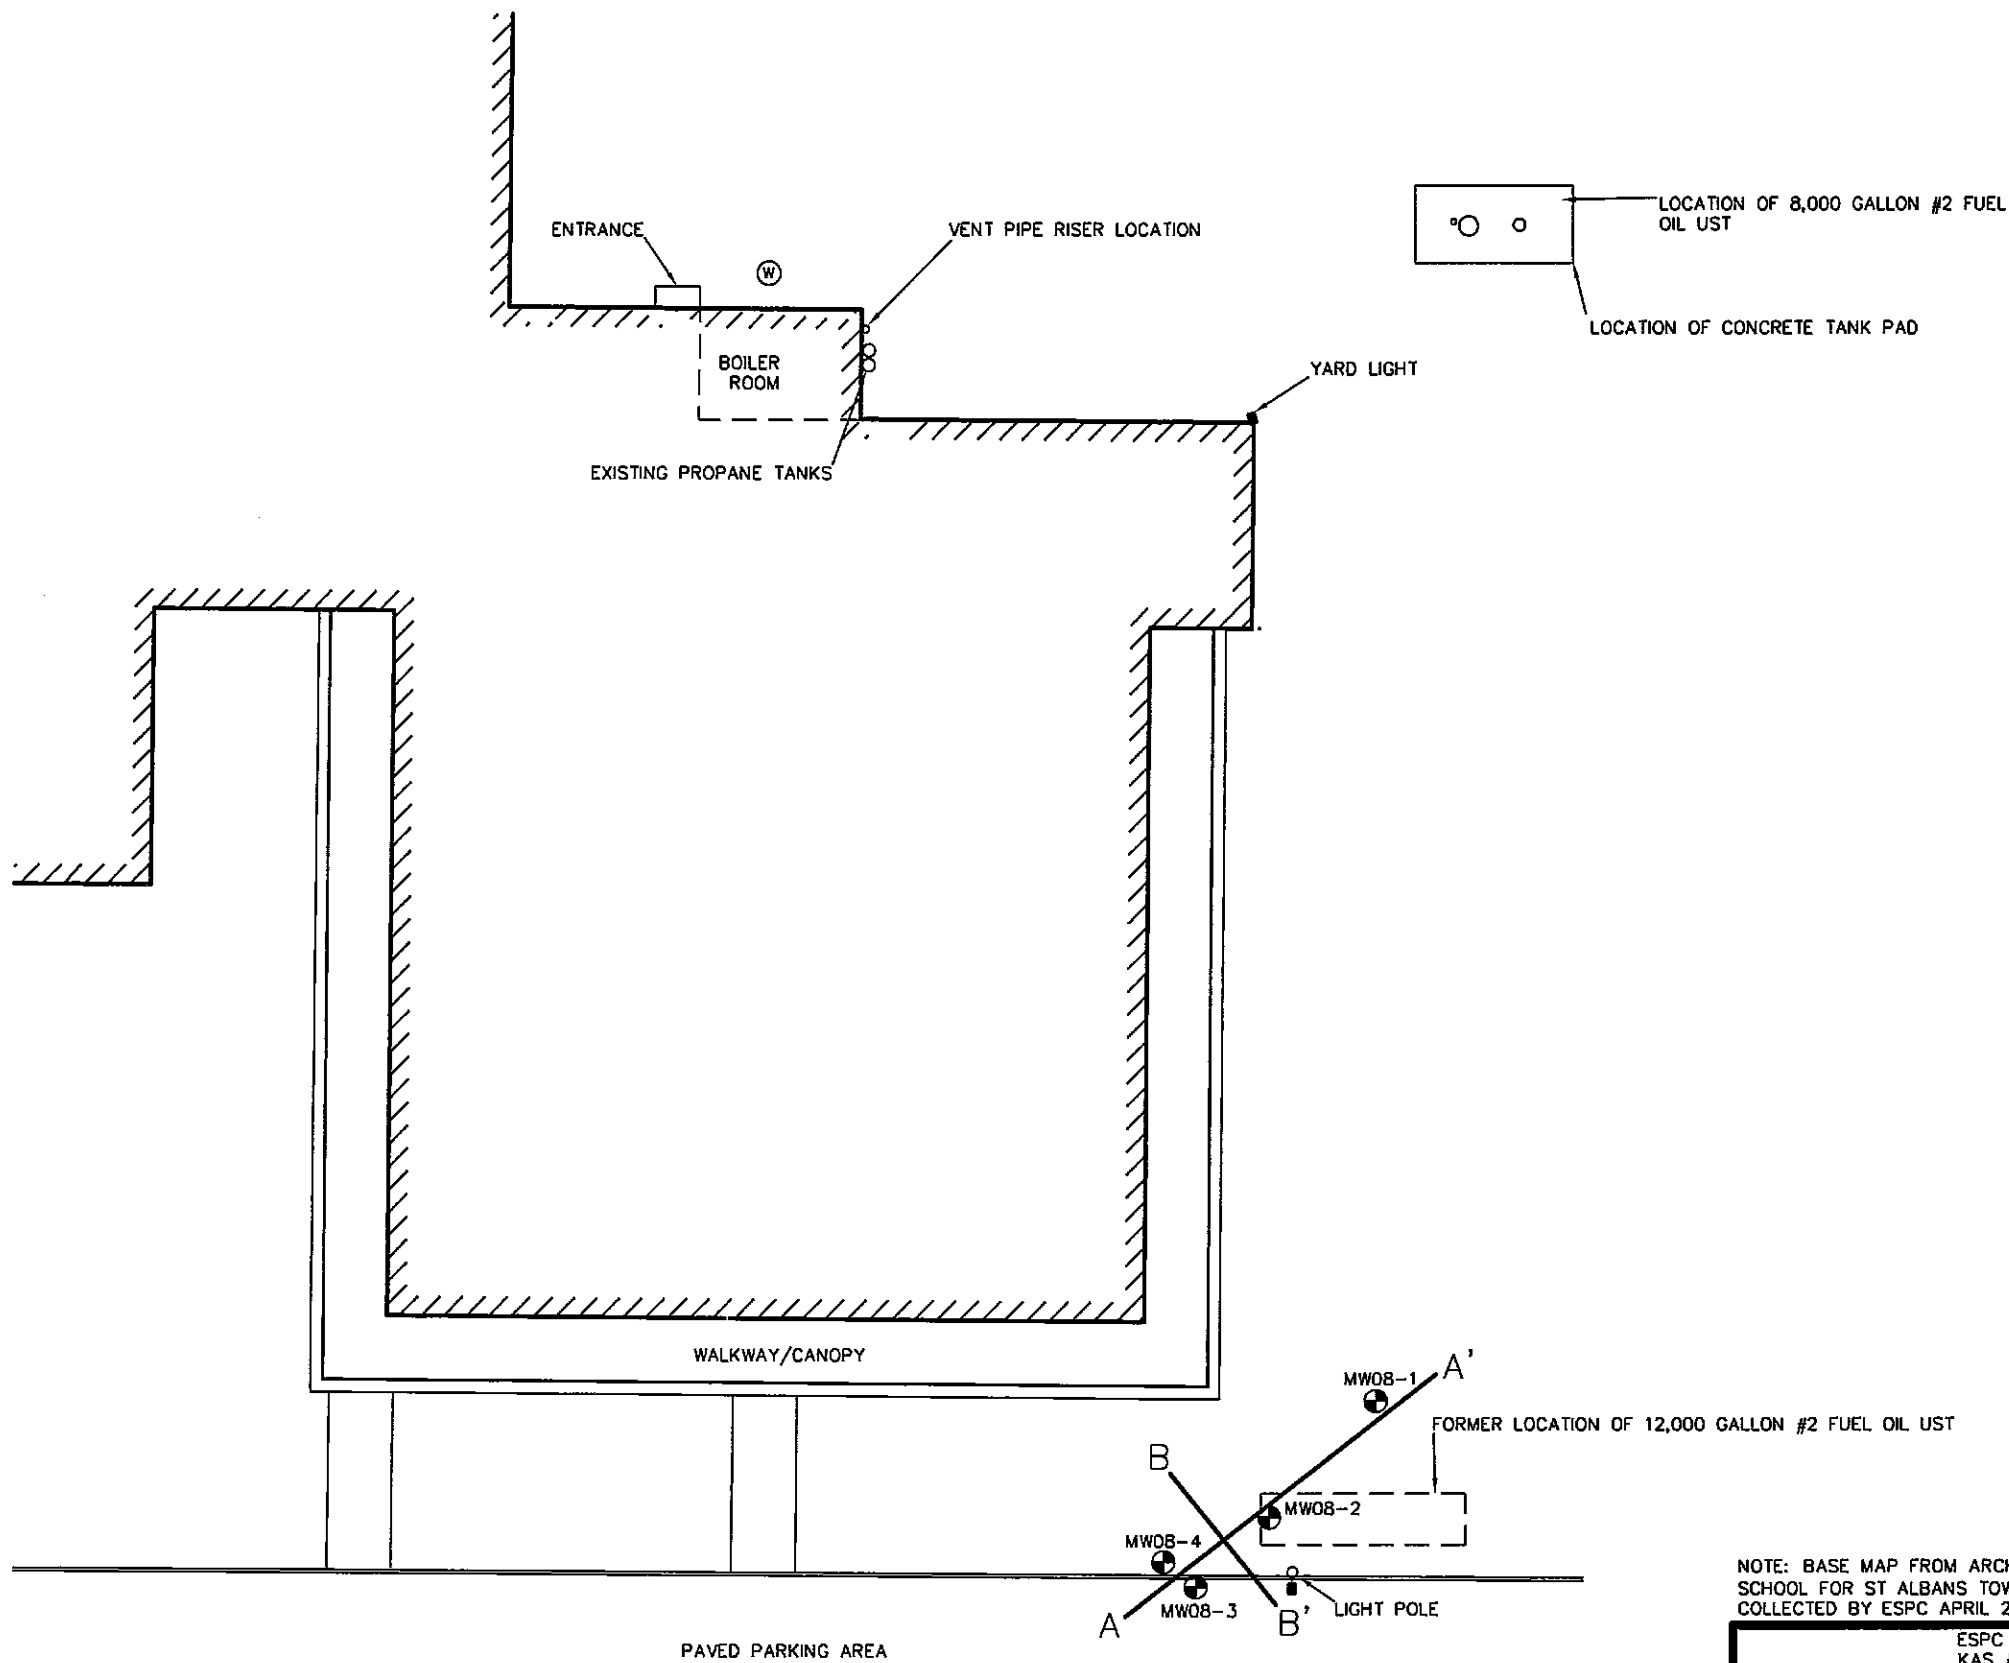 LOCATION OF 8,000 GALLON #2 FUEL
OIL UST
ENTRANCE
VENT PIPE RISER LOCATION
W
LOCATION OF CONCRETE TANK PAD
BOILER
ROOM
YARD LIGHT
EXISTING PROPANE TANKS
WALKWAY/CANOPY
A'
MW08-1
FORMER LOCATION OF 12,000 GALLON #2 FUEL OIL UST
B
MW08-2
MW08-4
NOTE: BASE MAP FROM
SCHOOL FOR ST ALBANS
COLLECTED BY ESPC APRIL
MW08-3
LIGHT POLE
A
B'
PAVED PARKING AREA
ESPC
KAS